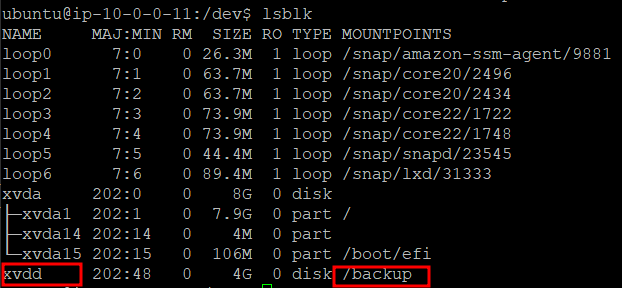 ubuntu@ip-10-0-0-11:/dev$ lsblk
NAME MAJ:MIN RM SIZE RO TYPE MOUNTPOINTS
loop0 7:0 0 26.3M 1 loop /snap/amazon-ssm-agent/9881
loop1 7:1 0 63.7M 1 loop /snap/core20/2496
loop2 7:2 0 63.7M 1 loop /snap/core20/2434
loop3 7:3 0 73.9M 1 loop /snap/core22/1722
loop4 7:4 0 73.9M 1 loop /snap/core22/1748
loop5 7:5 0 44.4M 1 loop /snap/snapd/23545
loop6 7:6 0 89.4M 1 loop /snap/lxd/31333
xvda 202:0 0 8G 0 disk
├─xvda1 202:1 0 7.9G 0 part /
├─xvda14 202:14 0 4M 0 part
└─xvda15 202:15 0 106M 0 part /boot/efi
xvdd 202:48 0 4G 0 disk /backup